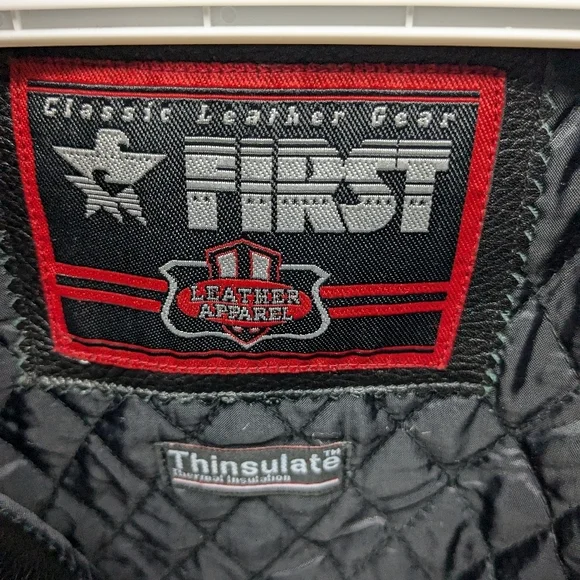 Classic Leather Gear
FIRST
LEATHER
APPAREL
Thinsulate™
Thermal Insulation